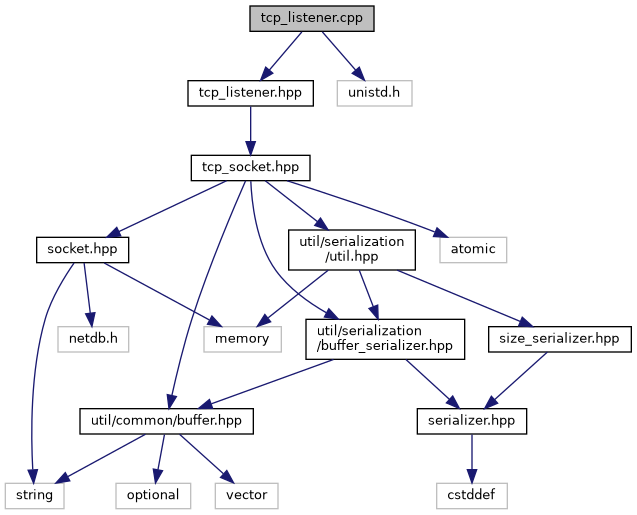 tcp_listener.cpp
tcp_listener.hpp
unistd.h
tcp_socket.hpp
socket.hpp
util/serialization
/util.hpp
atomic
netdb.h
memory
util/serialization
/buffer_serializer.hpp
size_serializer.hpp
util/common/buffer.hpp
serializer.hpp
string
optional
vector
cstddef